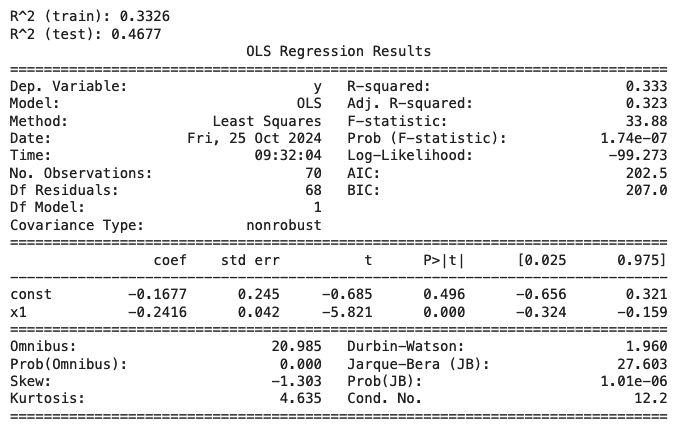 R^2 (train): 0.3326
R^2 (test): 0.4677
                            OLS Regression Results
==============================================================================
Dep. Variable:                      y   R-squared:                       0.333
Model:                            OLS   Adj. R-squared:                  0.323
Method:                 Least Squares   F-statistic:                     33.88
Date:                Fri, 25 Oct 2024   Prob (F-statistic):           1.74e-07
Time:                        09:32:04   Log-Likelihood:                -99.273
No. Observations:                  70   AIC:                             202.5
Df Residuals:                      68   BIC:                             207.0
Df Model:                           1
Covariance Type:            nonrobust
==============================================================================
                 coef    std err          t      P>|t|      [0.025      0.975]
------------------------------------------------------------------------------
const         -0.1677      0.245     -0.685      0.496      -0.656       0.321
x1            -0.2416      0.042     -5.821      0.000      -0.324      -0.159
==============================================================================
Omnibus:                       20.985   Durbin-Watson:                   1.960
Prob(Omnibus):                  0.000   Jarque-Bera (JB):               27.603
Skew:                          -1.303   Prob(JB):                     1.01e-06
Kurtosis:                       4.635   Cond. No.                         12.2
==============================================================================